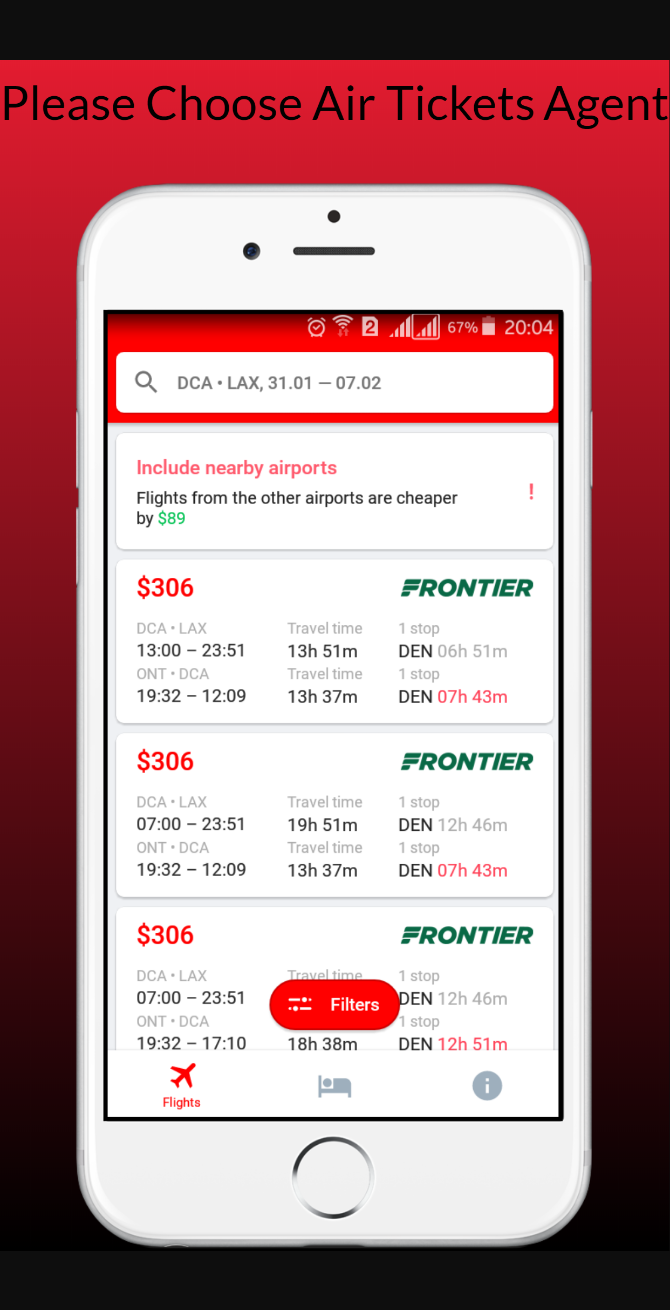 Please Choose Air Tickets Agent
2 67% 20:04
DCA • LAX, 31.01 — 07.02
Include nearby airports
Flights from the other airports are cheaper
by $89
!
$306 FRONTIER
DCA • LAX Travel time 1 stop
13:00 – 23:51 13h 51m DEN 06h 51m
ONT • DCA Travel time 1 stop
19:32 – 12:09 13h 37m DEN 07h 43m
$306 FRONTIER
DCA • LAX Travel time 1 stop
07:00 – 23:51 19h 51m DEN 12h 46m
ONT • DCA Travel time 1 stop
19:32 – 12:09 13h 37m DEN 07h 43m
$306 FRONTIER
DCA • LAX Travel time 1 stop
07:00 – 23:51 DEN 12h 46m
Filters
ONT • DCA 1 stop
19:32 – 17:10 18h 38m DEN 12h 51m
Flights